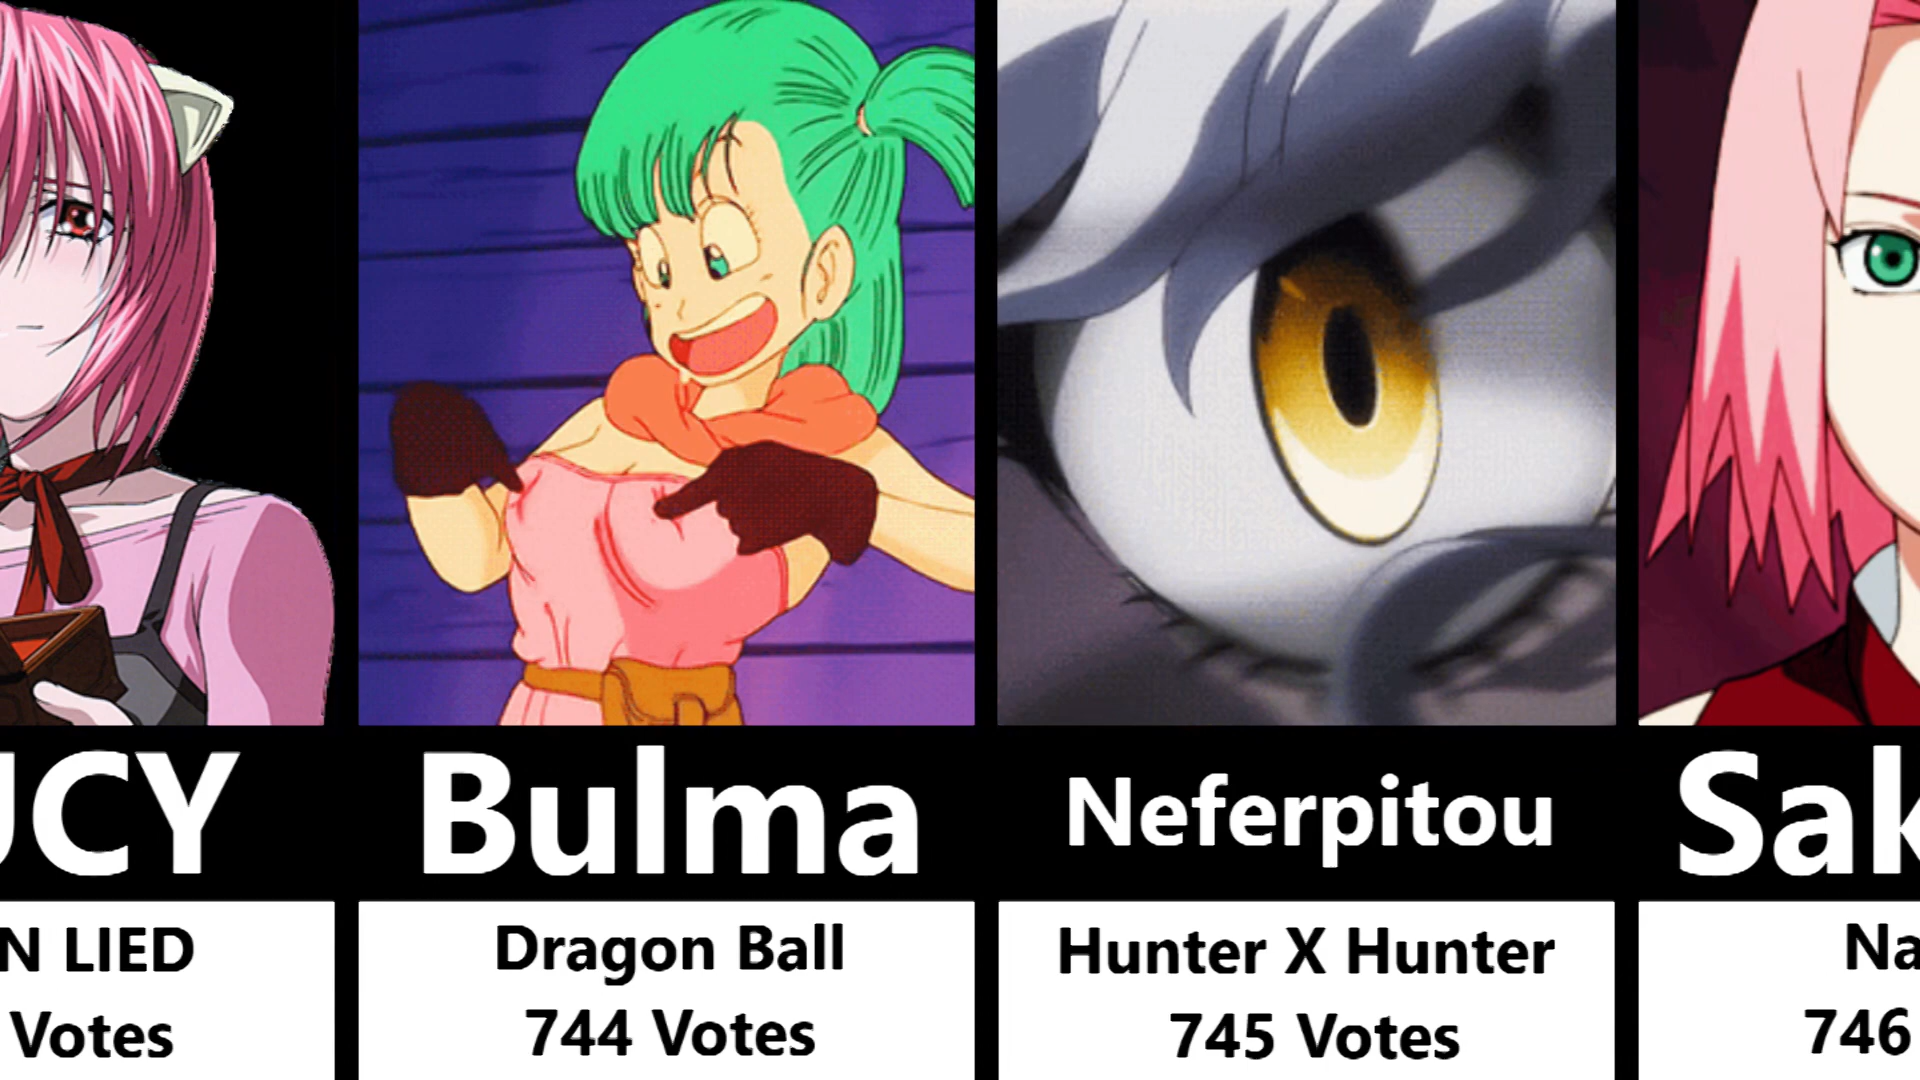 UCY
Bulma
Neferpitou
Sak
N LIED
Votes
Dragon Ball
744 Votes
Hunter X Hunter
745 Votes
Na
746